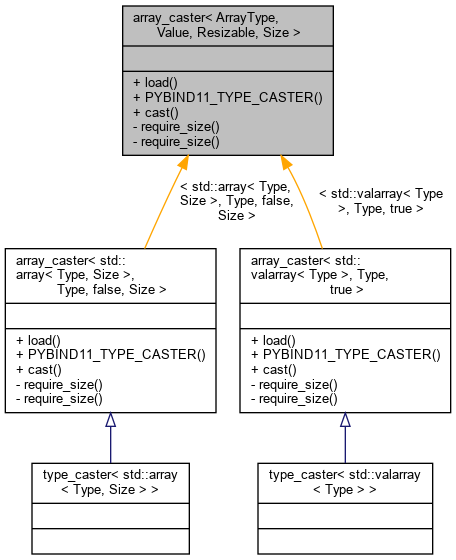 array_caster< ArrayType,
Value, Resizable, Size >
+ load()
+ PYBIND11_TYPE_CASTER()
+ cast()
- require_size()
- require_size()
< std::array< Type,
Size >, Type, false,
Size >
< std::valarray< Type
>, Type, true >
array_caster< std::
array< Type, Size >,
Type, false, Size >
+ load()
+ PYBIND11_TYPE_CASTER()
+ cast()
- require_size()
- require_size()
array_caster< std::
valarray< Type >, Type,
true >
+ load()
+ PYBIND11_TYPE_CASTER()
+ cast()
- require_size()
- require_size()
type_caster< std::array
< Type, Size > >
type_caster< std::valarray
< Type > >